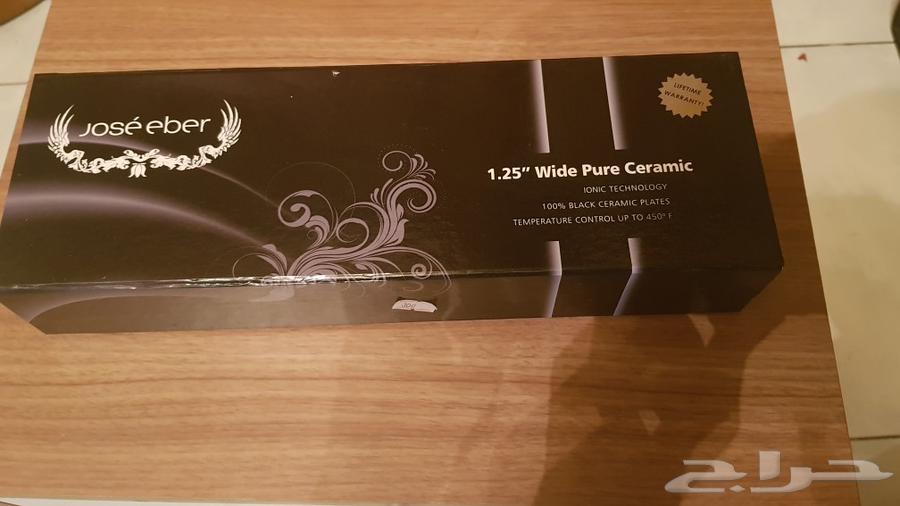 José eber
LIFETIME
WARRANTY!
1.25" Wide Pure Ceramic
IONIC TECHNOLOGY
100% BLACK CERAMIC PLATES
TEMPERATURE CONTROL UP TO 450º F
حراج